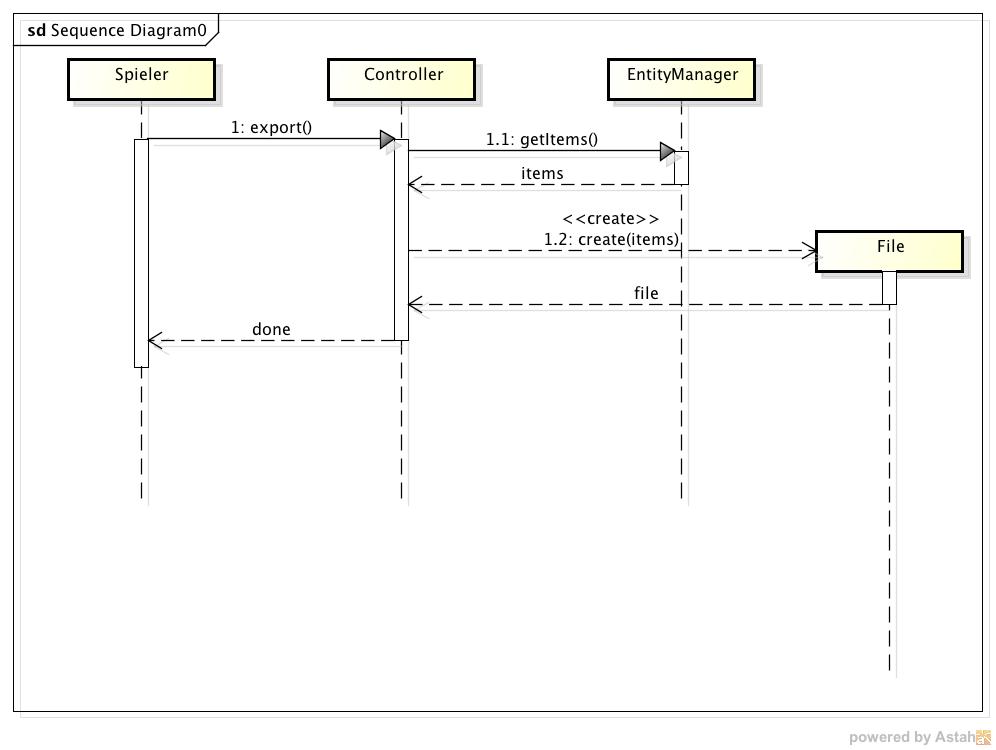 sd Sequence Diagram0
Spieler
Controller
EntityManager
1: export()
1.1: getItems()
items
<<create>>
1.2: create(items)
File
file
done
powered by Astah